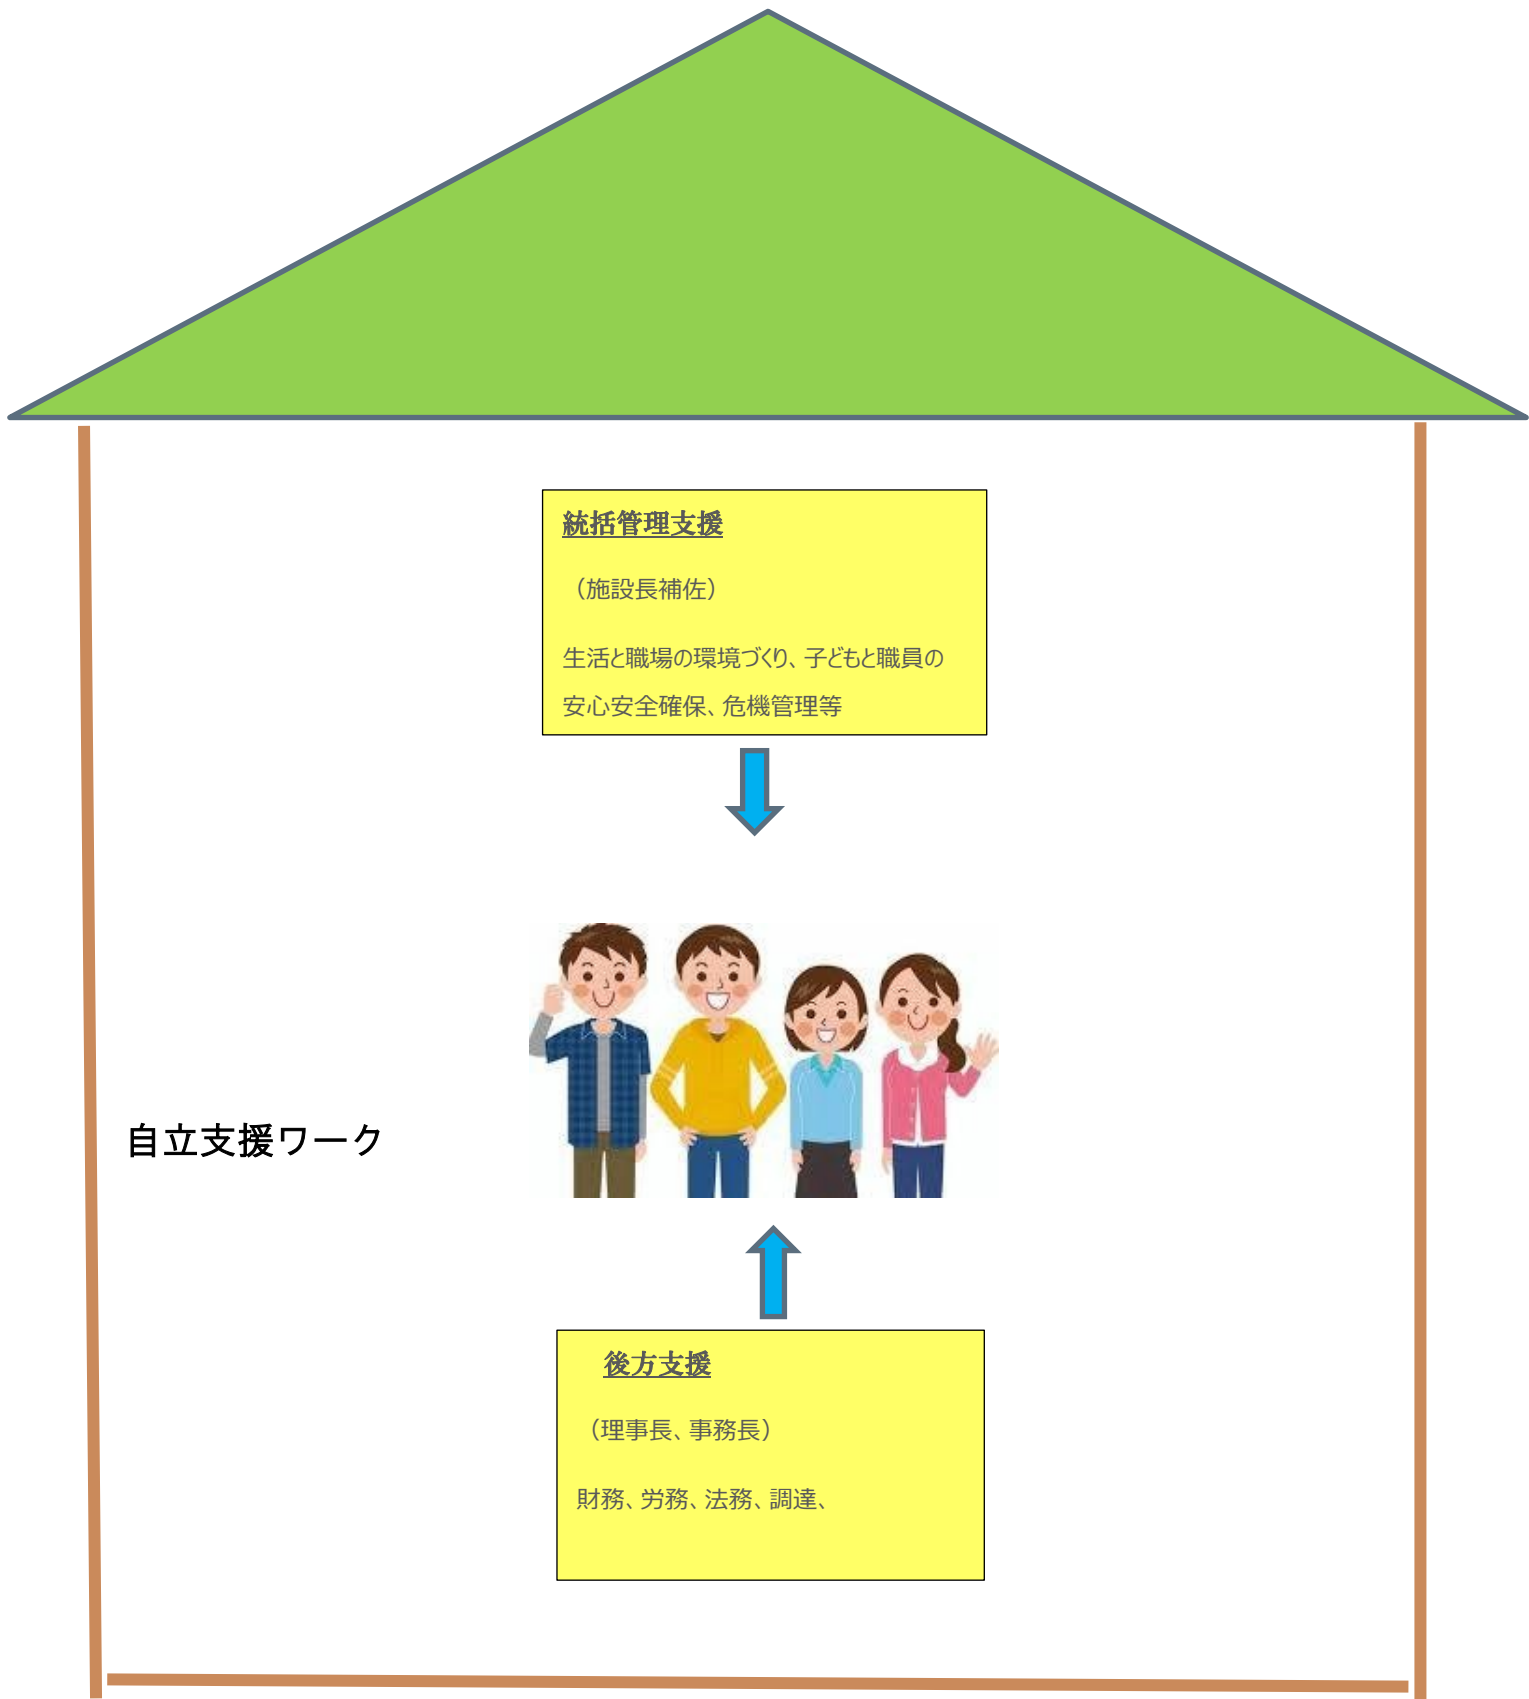 統括管理支援
（施設長補佐）
生活と職場の環境づくり、子どもと職員の
安心安全確保、危機管理等
自立支援ワーク
後方支援
（理事長、事務長）
財務、労務、法務、調達、